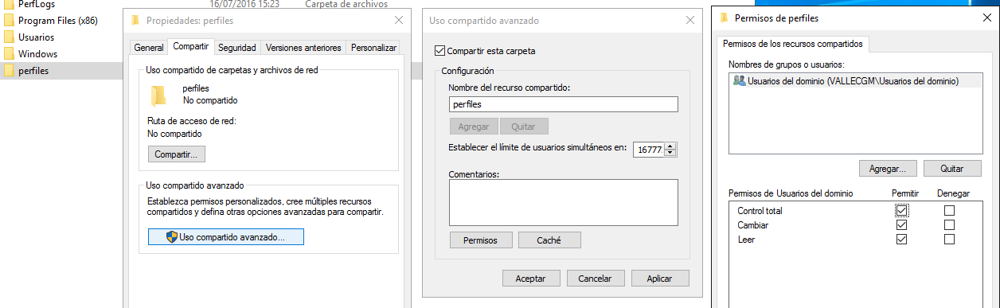 PerfLogs 16/07/2016 15:23 Carpeta de archivos
Program Files (x86)
Usuarios
Windows
perfiles
Propiedades: perfiles
General Compartir Seguridad Versiones anteriores Personalizar
Uso compartido de carpetas y archivos de red
perfiles
No compartido
Ruta de acceso de red:
No compartido
Compartir...
Uso compartido avanzado
Establezca permisos personalizados, cree múltiples recursos
compartidos y defina otras opciones avanzadas para compartir.
Uso compartido avanzado...
Uso compartido avanzado
Compartir esta carpeta
Configuración
Nombre del recurso compartido:
perfiles
Agregar Quitar
Establecer el límite de usuarios simultáneos en: 16777
Comentarios:
Permisos Caché
Aceptar Cancelar Aplicar
Permisos de perfiles
Permisos de los recursos compartidos
Nombres de grupos o usuarios:
Usuarios del dominio (VALLECGM\Usuarios del dominio)
Agregar... Quitar
Permisos de Usuarios del dominio Permitir Denegar
Control total
Cambiar
Leer